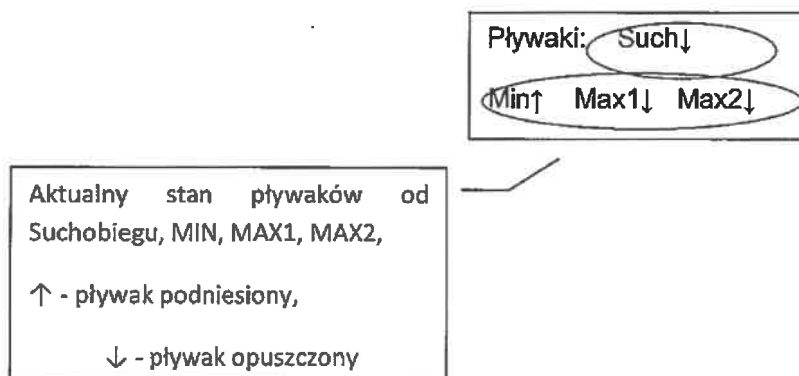 Pływaki: Such↓
Min↑ Max1↓ Max2↓
Aktualny stan pływaków od
Suchobiegu, MIN, MAX1, MAX2,
↑ - pływak podniesiony,
↓ - pływak opuszczony